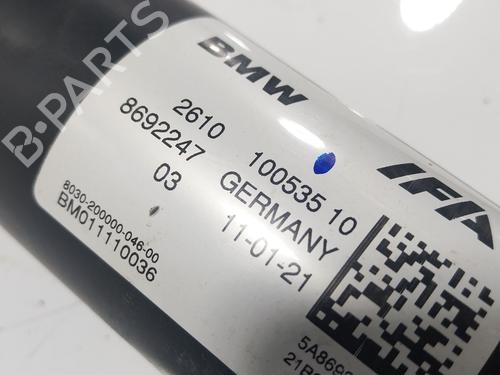 BMW
2610
8692247
03
100535 10
GERMANY
11-01-21
IFA
8030-200000-046-00
BM011110036
B-PARTS